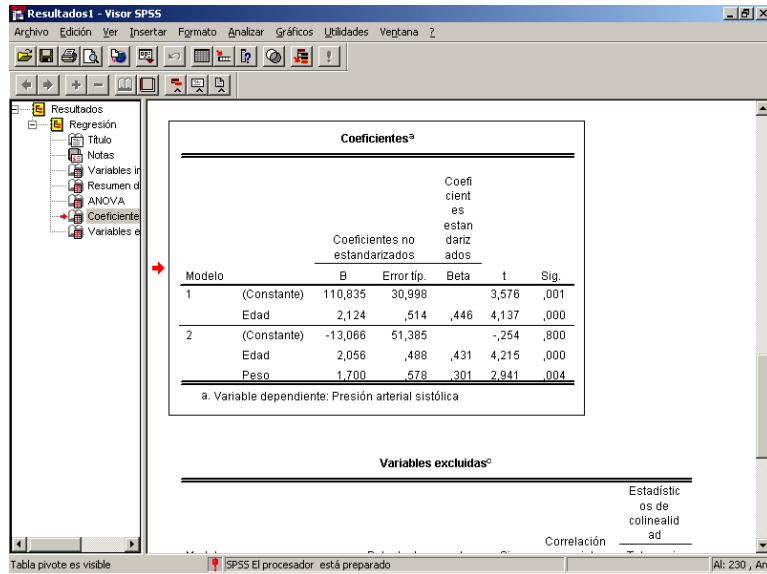 Resultados1 - Visor SPSS
Archivo Edición Ver Insertar Formato Analizar Gráficos Utilidades Ventana ?
Resultados
Regresión
Título
Notas
Variables in
Resumen d
ANOVA
Coeficiente
Variables e
Coeficientesa
Coeficientes no
estandarizados
Coefi
cient
es
estan
dariz
ados
Modelo B Error típ. Beta t Sig.
1 (Constante) 110,835 30,998 3,576 ,001
Edad 2,124 ,514 ,446 4,137 ,000
2 (Constante) -13,066 51,385 -,254 ,800
Edad 2,056 ,488 ,431 4,215 ,000
Peso 1,700 ,578 ,301 2,941 ,004
a. Variable dependiente: Presión arterial sistólica
Variables excluidasc
Estadístic
os de
colinealid
ad
Correlación
Tabla pivote es visible
SPSS El procesador está preparado
Al: 230 , An